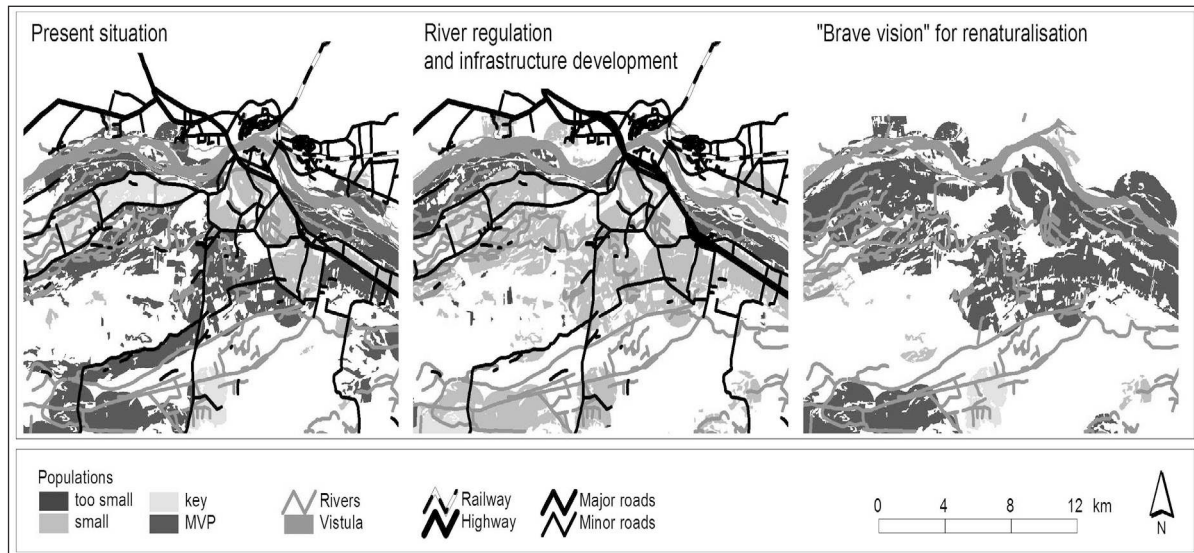 Present situation
River regulation
and infrastructure development
"Brave vision" for renaturalisation
Populations
too small
key
small
MVP
Rivers
Vistula
Railway
Highway
Major roads
Minor roads
0 4 8 12 km
N